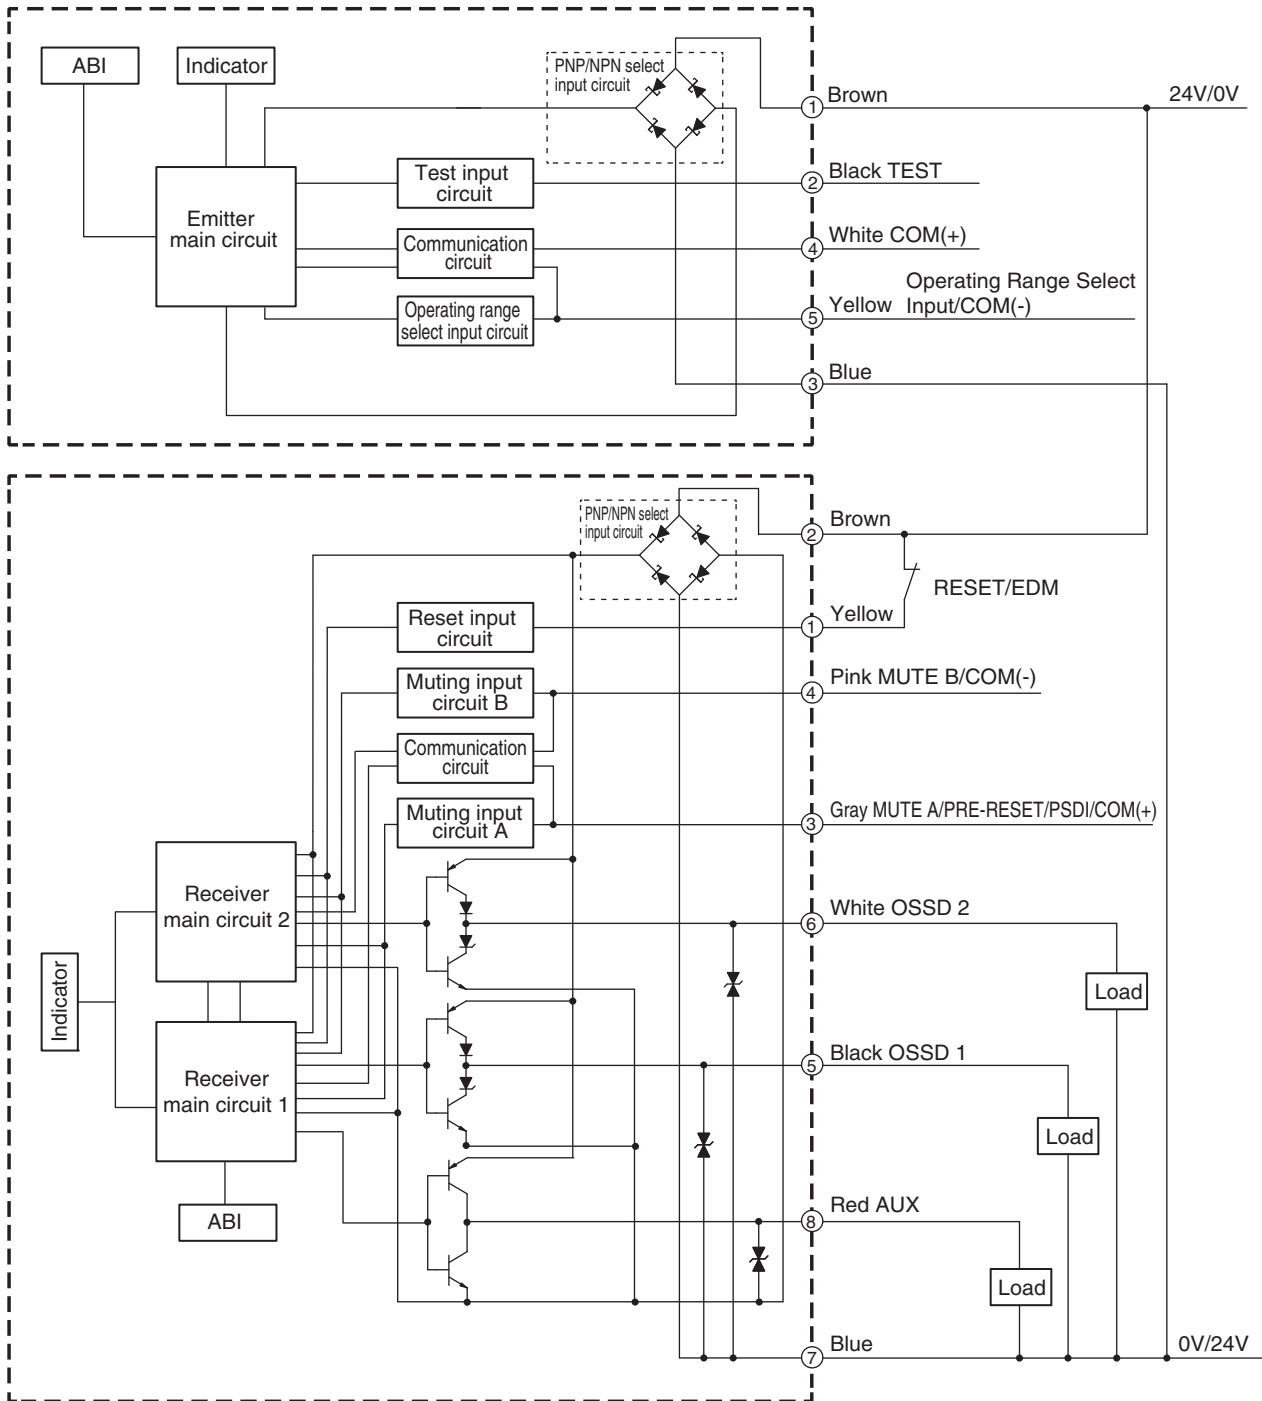 ABI
Indicator
PNP/NPN select
input circuit
1 Brown
24V/0V
Test input
circuit
2 Black TEST
Emitter
main circuit
Communication
circuit
4 White COM(+)
Operating range
select input circuit
5 Yellow
Operating Range Select
Input/COM(-)
3 Blue
PNP/NPN select
input circuit
2 Brown
RESET/EDM
Reset input
circuit
1 Yellow
Muting input
circuit B
4 Pink MUTE B/COM(-)
Communication
circuit
Muting input
circuit A
3 Gray MUTE A/PRE-RESET/PSDI/COM(+)
Receiver
main circuit 2
6 White OSSD 2
Load
Indicator
Receiver
main circuit 1
5 Black OSSD 1
Load
ABI
8 Red AUX
Load
7 Blue
0V/24V